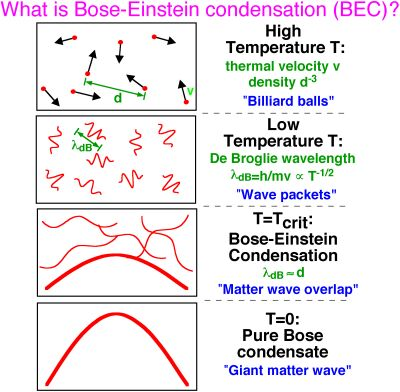 What is Bose-Einstein condensation (BEC)?
High
Temperature T:
thermal velocity v
density d⁻³
"Billiard balls"
d
v
Low
Temperature T:
De Broglie wavelength
λdB=h/mv ∝ T⁻¹/²
"Wave packets"
λdB
T=Tcrit:
Bose-Einstein
Condensation
λdB ≈ d
"Matter wave overlap"
T=0:
Pure Bose
condensate
"Giant matter wave"